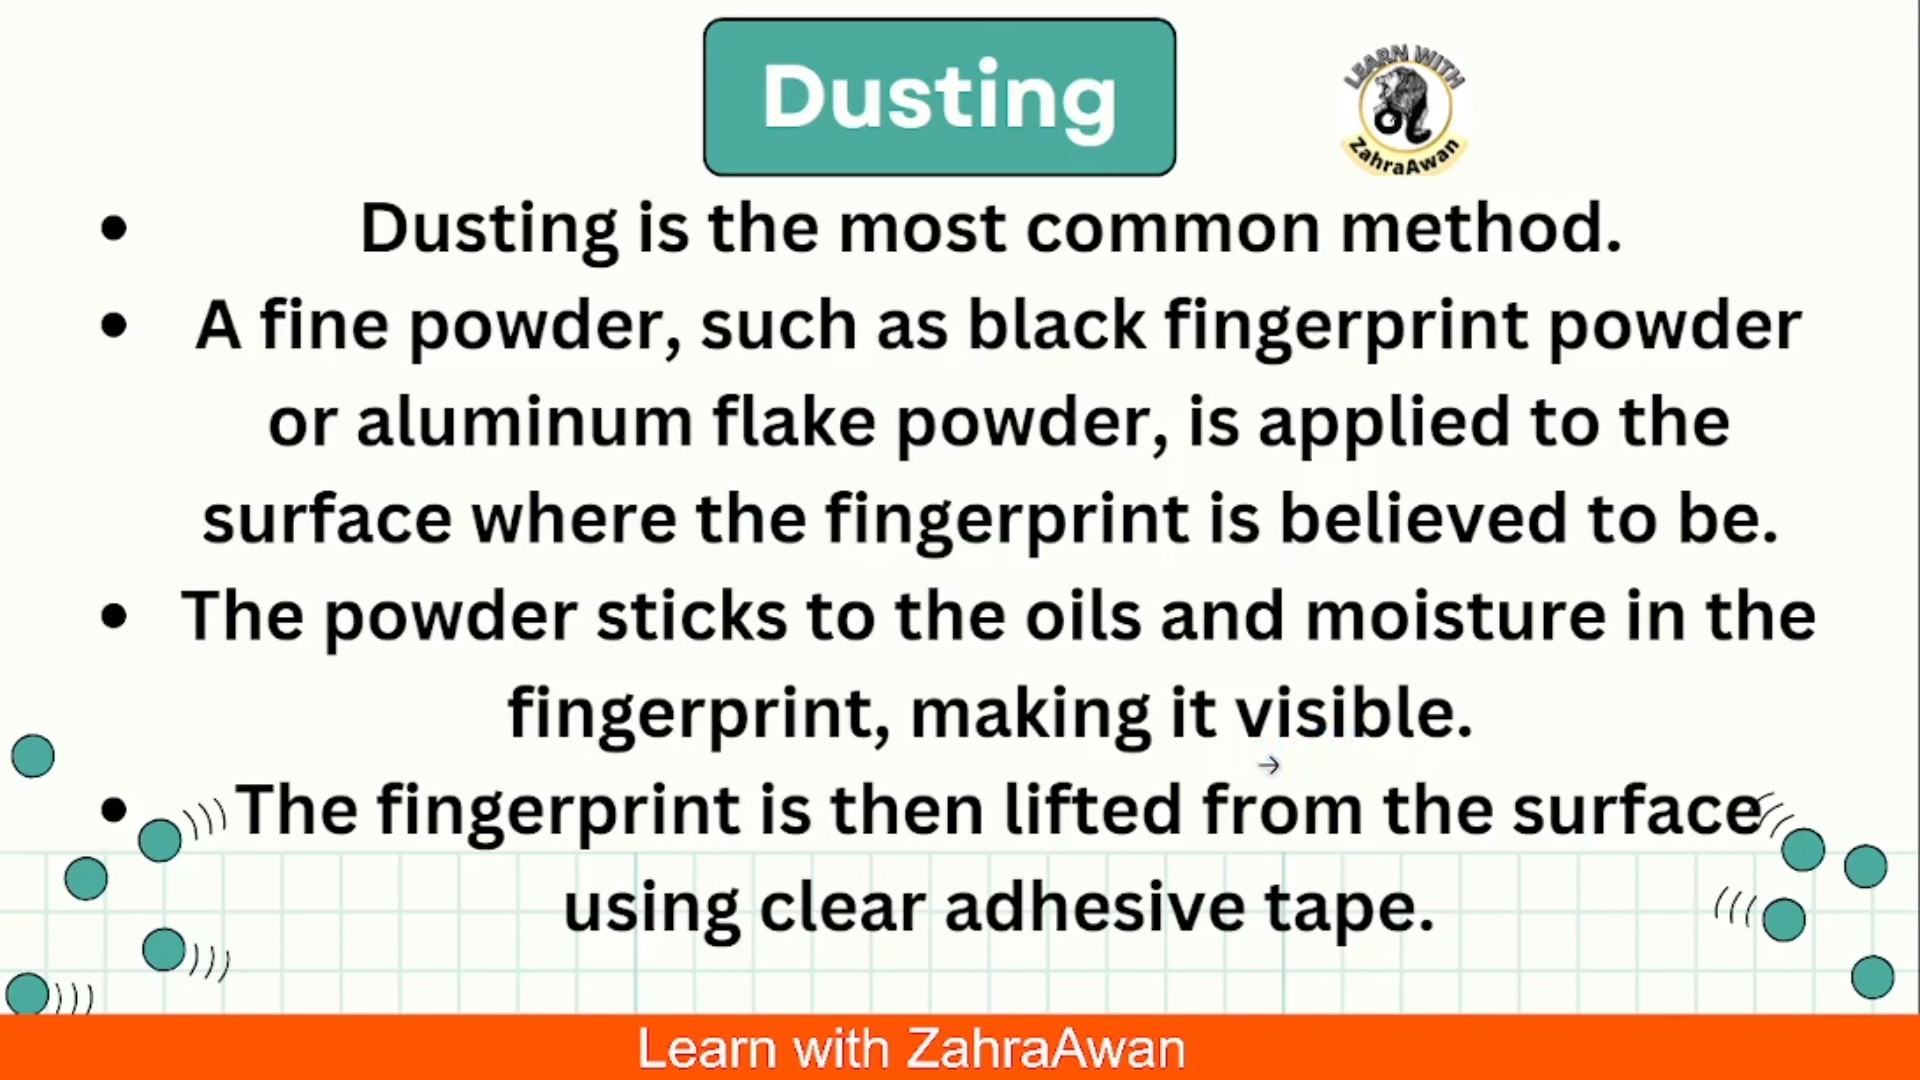 Dusting
LEARN WITH
ZahraAwan
• Dusting is the most common method.
• A fine powder, such as black fingerprint powder
or aluminum flake powder, is applied to the
surface where the fingerprint is believed to be.
• The powder sticks to the oils and moisture in the
fingerprint, making it visible.
• The fingerprint is then lifted from the surface
using clear adhesive tape.
Learn with ZahraAwan